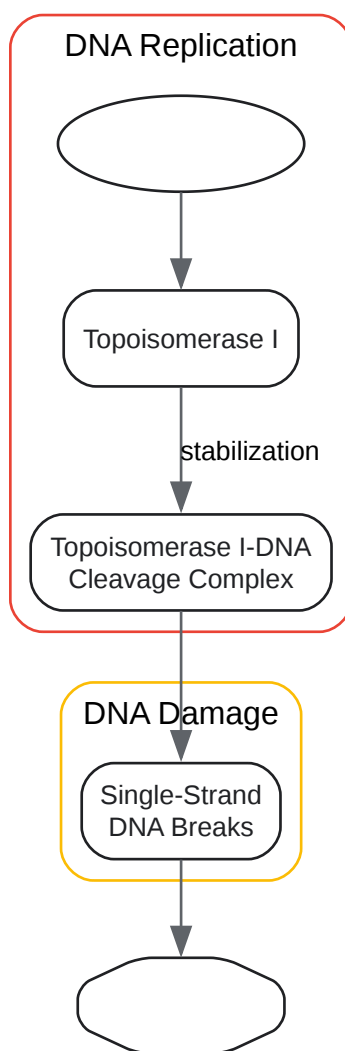 DNA Replication
Topoisomerase I
stabilization
Topoisomerase I-DNA
Cleavage Complex
DNA Damage
Single-Strand
DNA Breaks